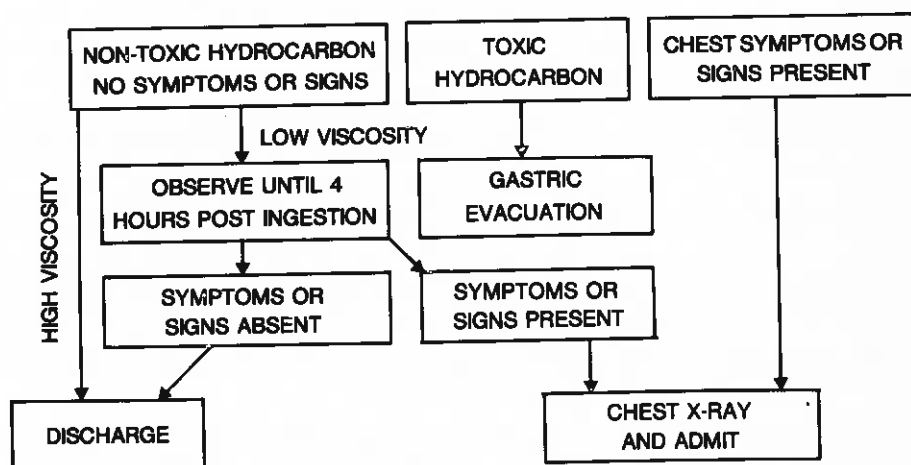 NON-TOXIC HYDROCARBON
NO SYMPTOMS OR SIGNS
TOXIC
HYDROCARBON
CHEST SYMPTOMS OR
SIGNS PRESENT
LOW VISCOSITY
HIGH VISCOSITY
OBSERVE UNTIL 4
HOURS POST INGESTION
GASTRIC
EVACUATION
SYMPTOMS OR
SIGNS ABSENT
SYMPTOMS OR
SIGNS PRESENT
DISCHARGE
CHEST X-RAY
AND ADMIT